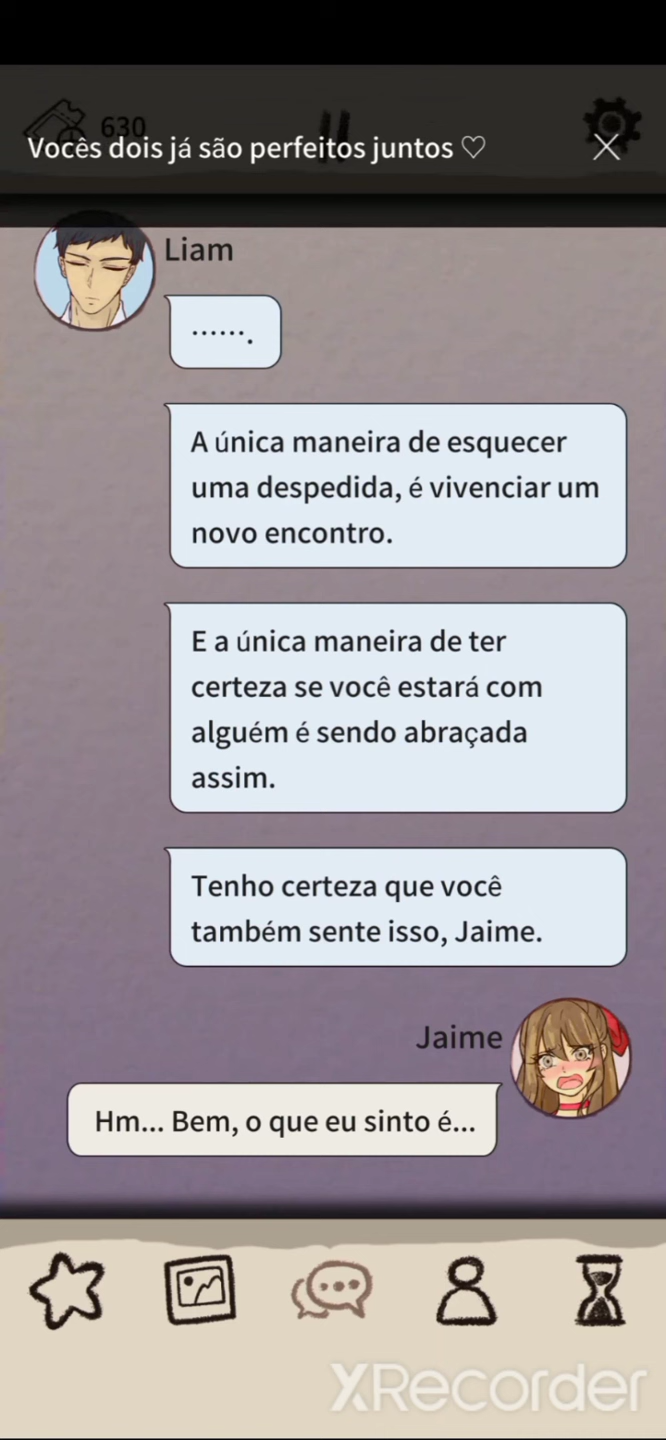 630
Vocês dois já são perfeitos juntos ♡
Liam
·······.
A única maneira de esquecer
uma despedida, é vivenciar um
novo encontro.
E a única maneira de ter
certeza se você estará com
alguém é sendo abraçada
assim.
Tenho certeza que você
também sente isso, Jaime.
Jaime
Hm... Bem, o que eu sinto é...
XRecorder